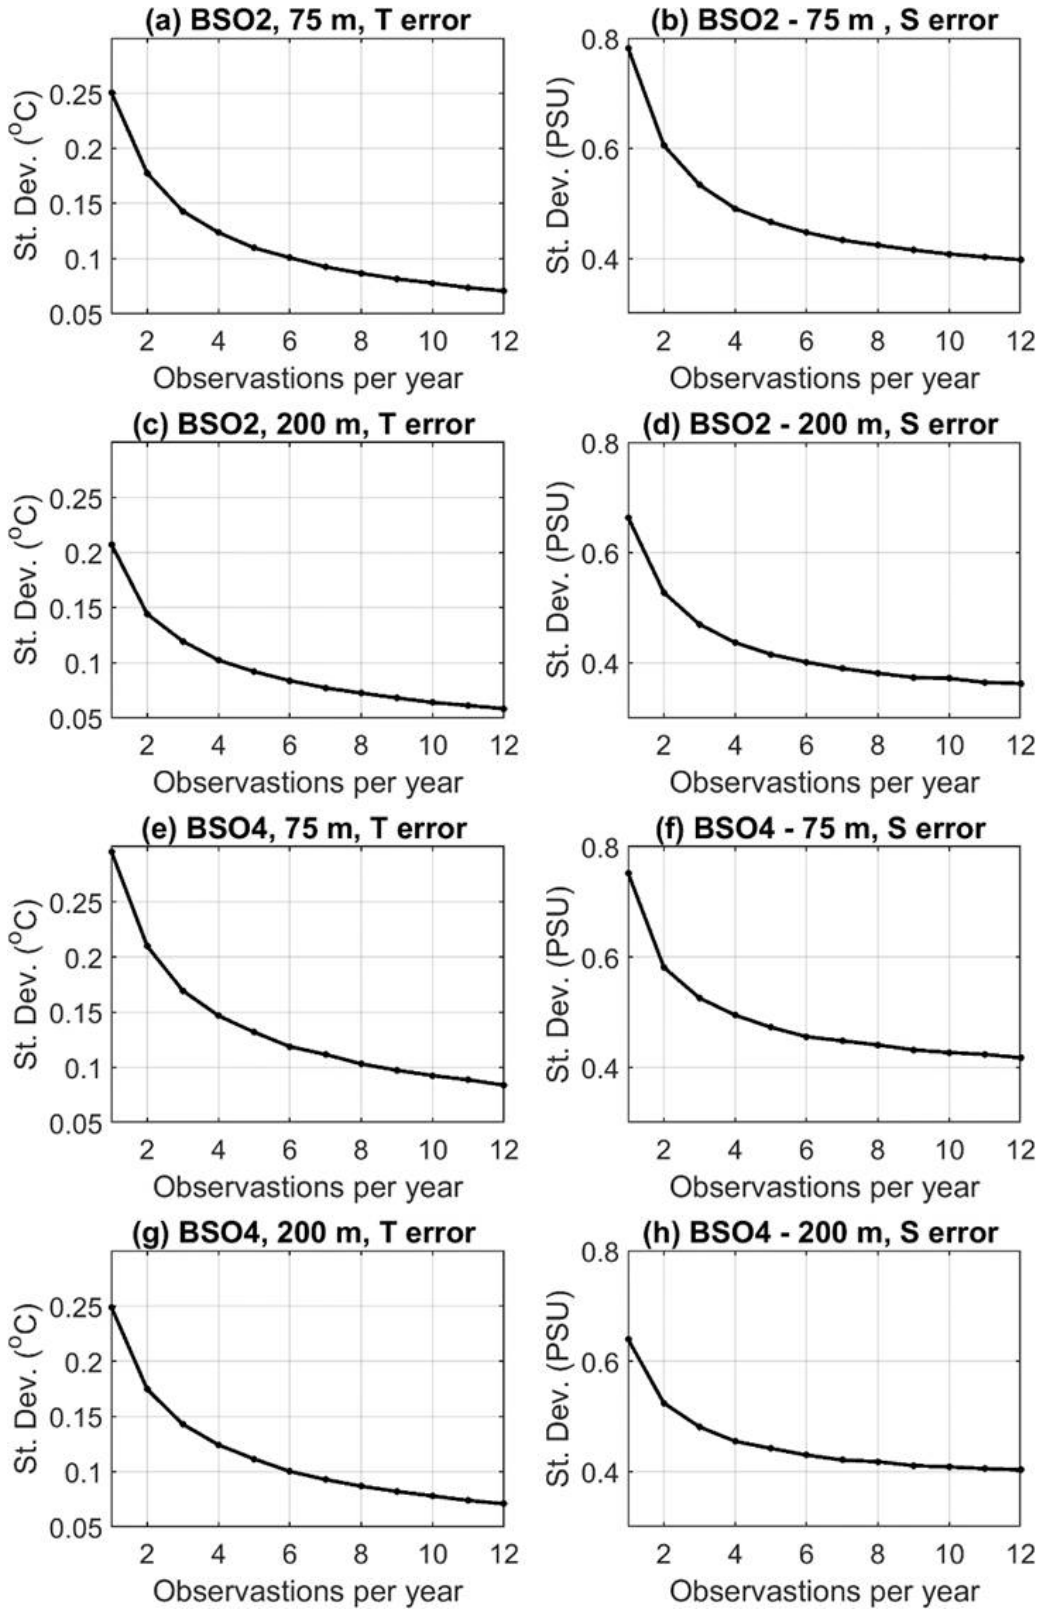 (a) BSO2, 75 m, T error
St. Dev. (°C)
0.25
0.2
0.15
0.1
0.05
2 4 6 8 10 12
Observastions per year
(b) BSO2 - 75 m , S error
St. Dev. (PSU)
0.8
0.6
0.4
2 4 6 8 10 12
Observastions per year
(c) BSO2, 200 m, T error
St. Dev. (°C)
0.25
0.2
0.15
0.1
0.05
2 4 6 8 10 12
Observastions per year
(d) BSO2 - 200 m, S error
St. Dev. (PSU)
0.8
0.6
0.4
2 4 6 8 10 12
Observastions per year
(e) BSO4, 75 m, T error
St. Dev. (°C)
0.25
0.2
0.15
0.1
0.05
2 4 6 8 10 12
Observastions per year
(f) BSO4 - 75 m, S error
St. Dev. (PSU)
0.8
0.6
0.4
2 4 6 8 10 12
Observastions per year
(g) BSO4, 200 m, T error
St. Dev. (°C)
0.25
0.2
0.15
0.1
0.05
2 4 6 8 10 12
Observastions per year
(h) BSO4 - 200 m, S error
St. Dev. (PSU)
0.8
0.6
0.4
2 4 6 8 10 12
Observastions per year